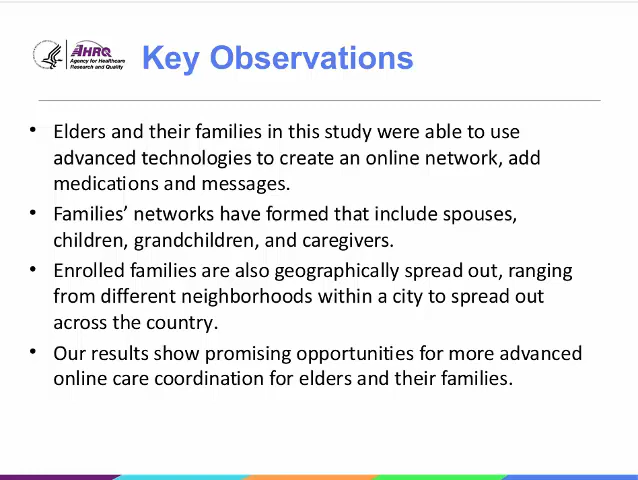 AHRQ
Agency for Healthcare
Research and Quality
Key Observations
• Elders and their families in this study were able to use
advanced technologies to create an online network, add
medications and messages.
• Families’ networks have formed that include spouses,
children, grandchildren, and caregivers.
• Enrolled families are also geographically spread out, ranging
from different neighborhoods within a city to spread out
across the country.
• Our results show promising opportunities for more advanced
online care coordination for elders and their families.